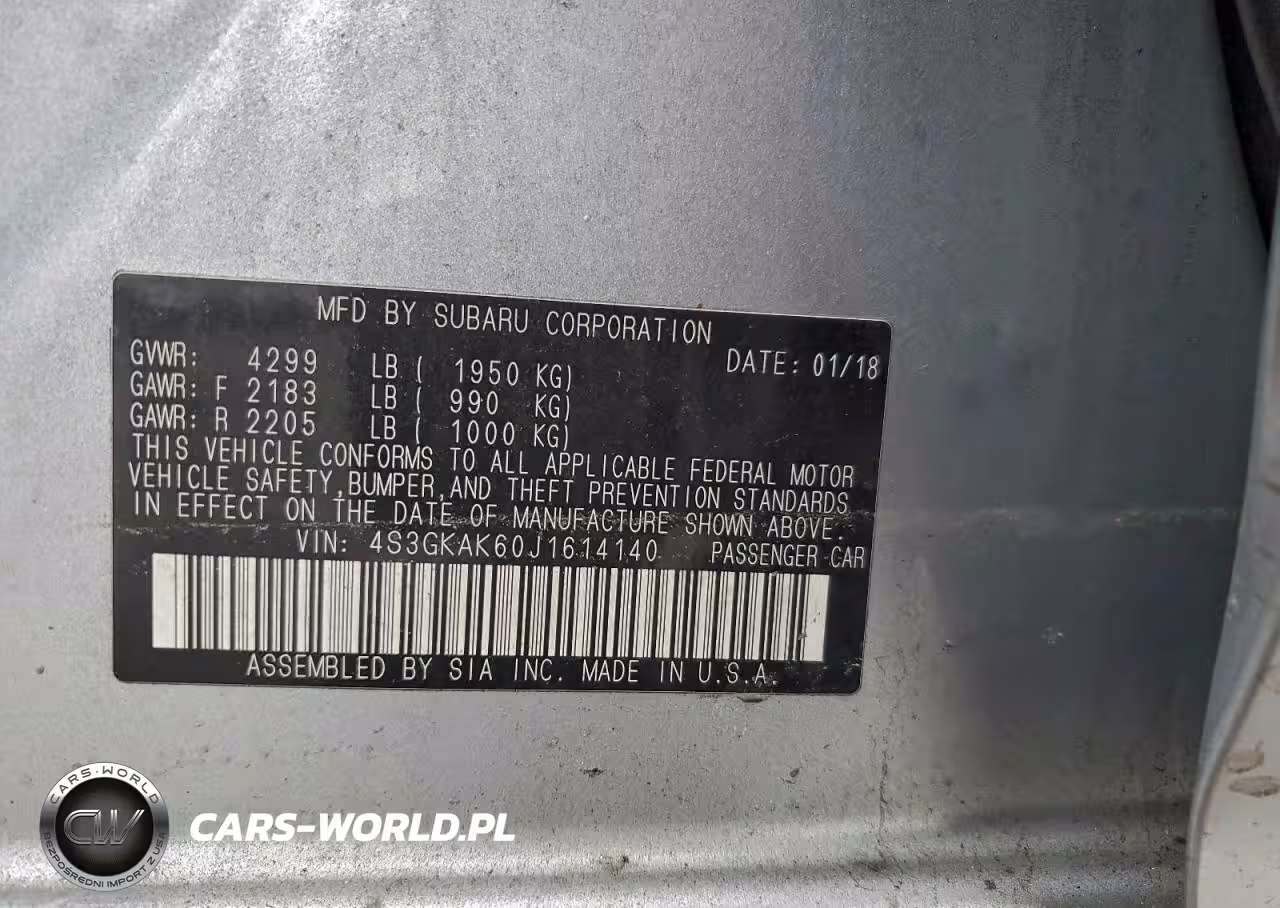 MFD BY SUBARU CORPORATION
GVWR: 4299 LB ( 1950 KG) DATE: 01/18
GAWR: F 2183 LB ( 990 KG)
GAWR: R 2205 LB ( 1000 KG)
THIS VEHICLE CONFORMS TO ALL APPLICABLE FEDERAL MOTOR
VEHICLE SAFETY, BUMPER, AND THEFT PREVENTION STANDARDS
IN EFFECT ON THE DATE OF MANUFACTURE SHOWN ABOVE.
VIN: 4S3GKAK60J1614140 PASSENGER CAR
ASSEMBLED BY SIA INC. MADE IN U.S.A.
CARS-WORLD
CW
BEZPOŚREDNI IMPORT Z USA
CARS-WORLD.PL